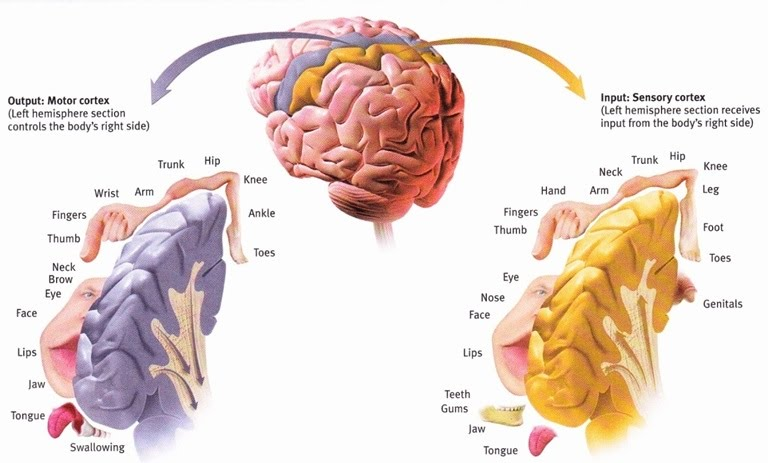 Output: Motor cortex
(Left hemisphere section
controls the body's right side)
Trunk
Hip
Wrist
Arm
Knee
Fingers
Ankle
Thumb
Toes
Neck
Brow
Eye
Face
Lips
Jaw
Tongue
Swallowing
Input: Sensory cortex
(Left hemisphere section receives
input from the body's right side)
Trunk
Hip
Neck
Knee
Hand
Arm
Leg
Fingers
Thumb
Foot
Toes
Eye
Nose
Genitals
Face
Lips
Teeth
Gums
Jaw
Tongue